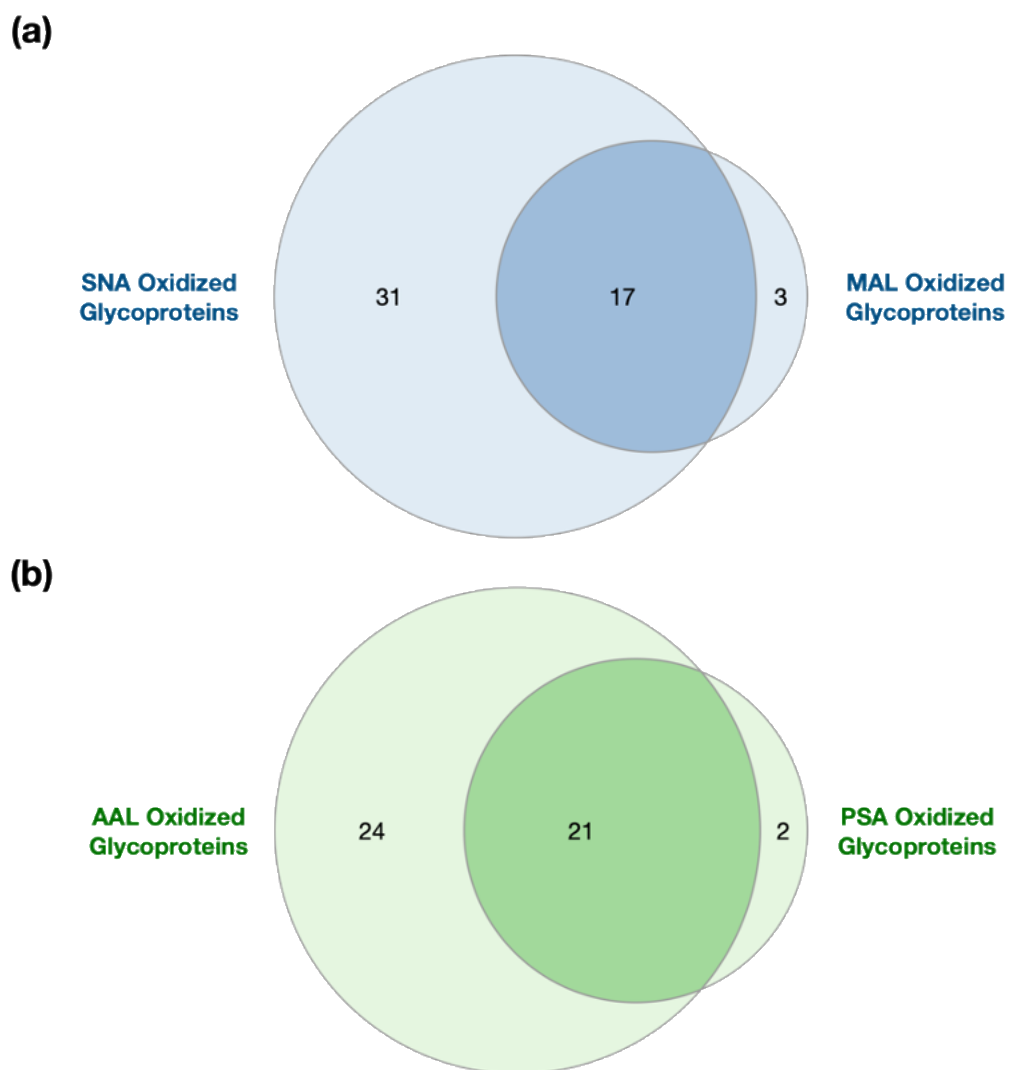 (a)
SNA Oxidized
Glycoproteins
31
17
3
MAL Oxidized
Glycoproteins
(b)
AAL Oxidized
Glycoproteins
24
21
2
PSA Oxidized
Glycoproteins